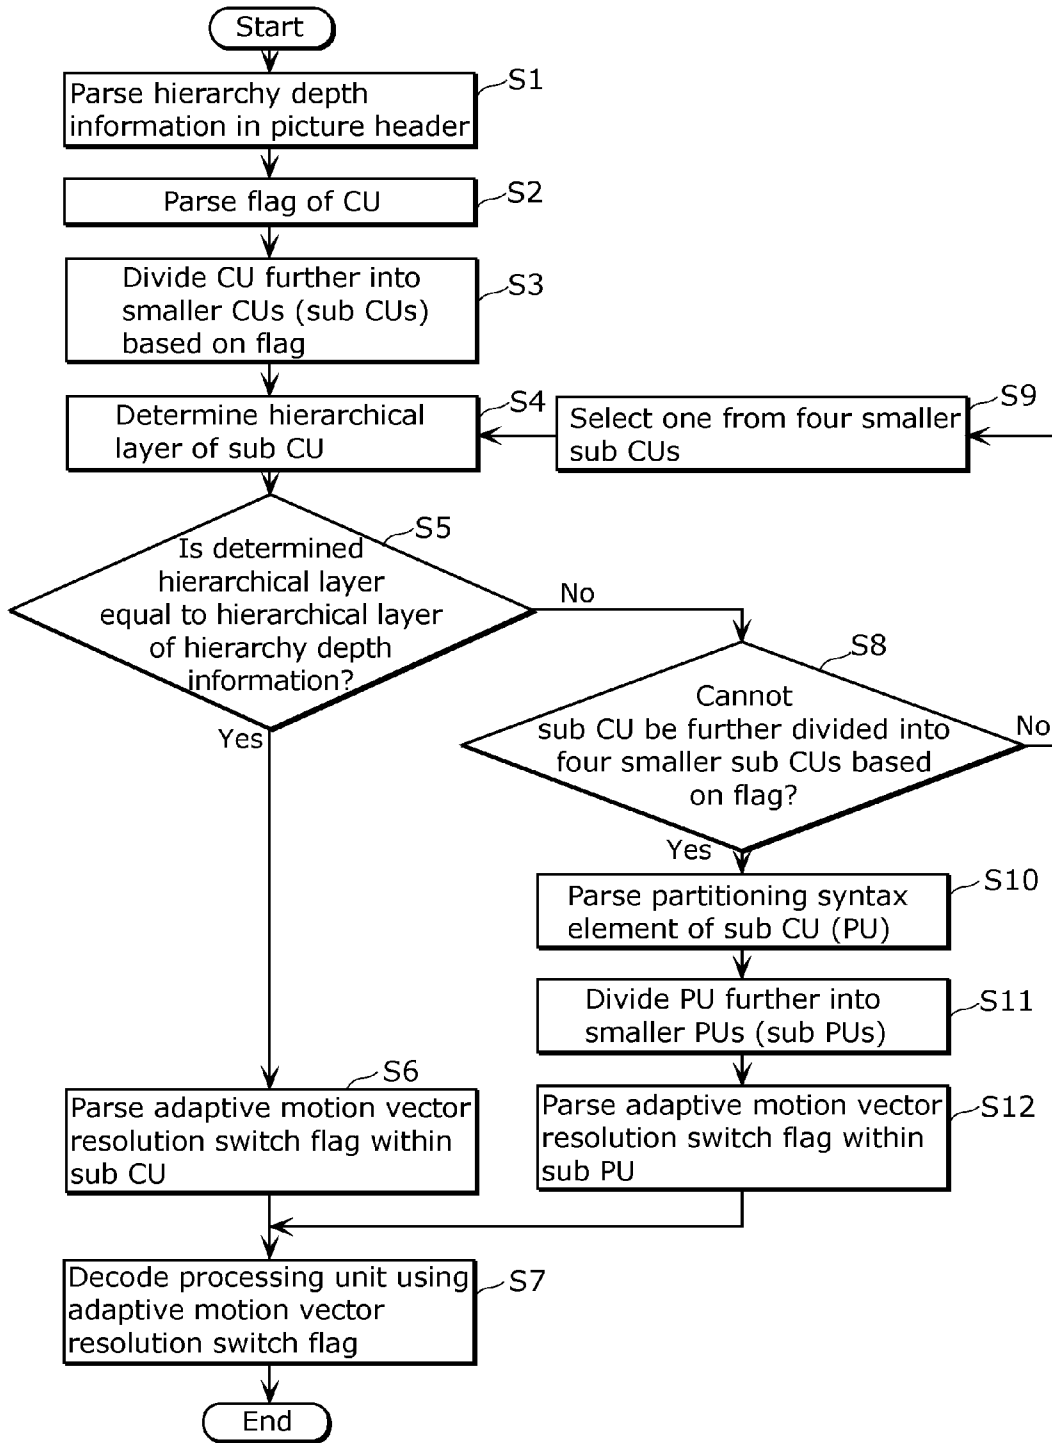 Start
Parse hierarchy depth
information in picture header
S1
Parse flag of CU
S2
Divide CU further into
smaller CUs (sub CUs)
based on flag
S3
Determine hierarchical
layer of sub CU
S4
Select one from four smaller
sub CUs
S9
Is determined
hierarchical layer
equal to hierarchical layer
of hierarchy depth
information?
S5
No
Yes
Cannot
sub CU be further divided into
four smaller sub CUs based
on flag?
S8
No
Yes
Parse partitioning syntax
element of sub CU (PU)
S10
Divide PU further into
smaller PUs (sub PUs)
S11
Parse adaptive motion vector
resolution switch flag within
sub CU
S6
Parse adaptive motion vector
resolution switch flag within
sub PU
S12
Decode processing unit using
adaptive motion vector
resolution switch flag
S7
End